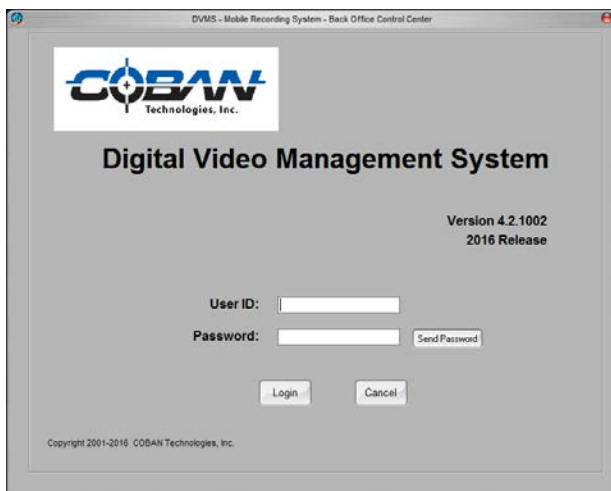 DVMS - Mobile Recording System - Back Office Control Center
COBAN
Technologies, Inc.
Digital Video Management System
Version 4.2.1002
2016 Release
User ID:
Password:
Send Password
Login
Cancel
Copyright 2001-2016 COBAN Technologies, Inc.